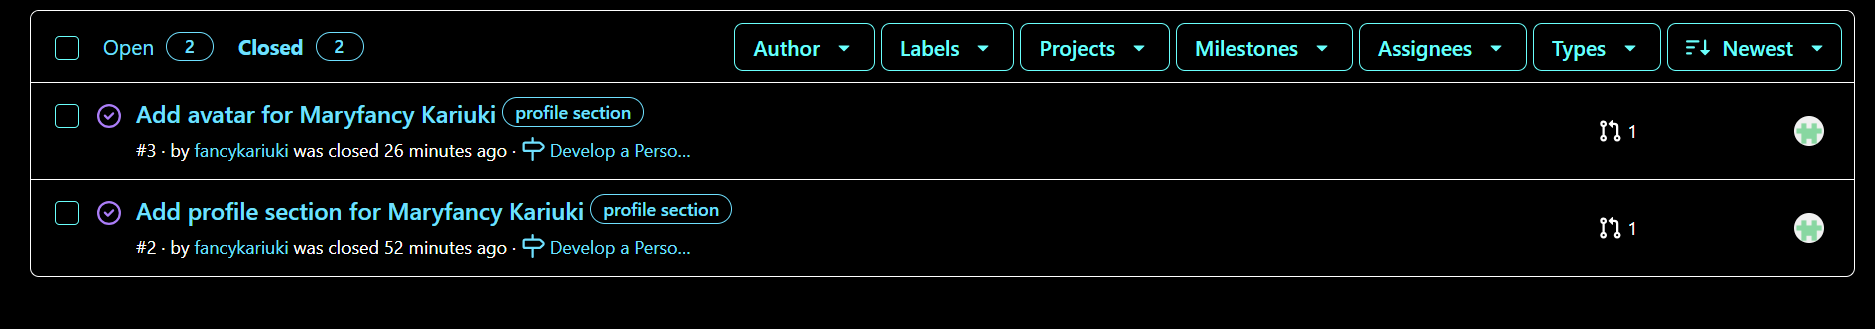 Open 2 Closed 2 Author Labels Projects Milestones Assignees Types Newest
Add avatar for Maryfancy Kariuki profile section
#3 · by fancykariuki was closed 26 minutes ago · Develop a Perso... 1
Add profile section for Maryfancy Kariuki profile section
#2 · by fancykariuki was closed 52 minutes ago · Develop a Perso... 1